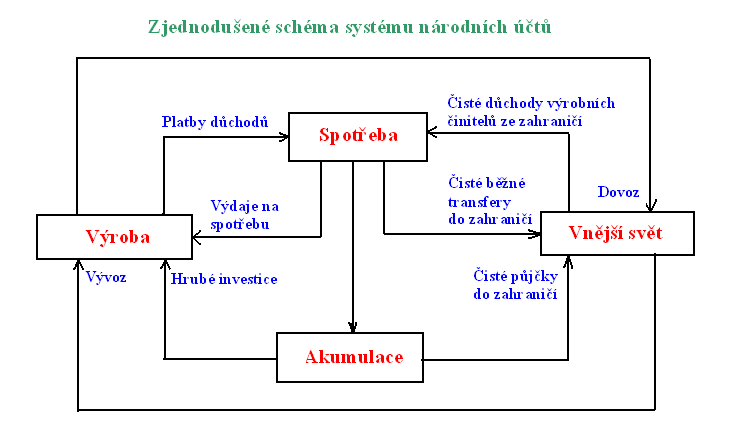 Zjednodušené schéma systému národních účtů
Čisté důchody výrobních
činitelů ze zahraničí
Platby důchodů
Spotřeba
Čisté běžné
transfery
do zahraničí
Dovoz
Výdaje na
spotřebu
Výroba
Vnější svět
Vývoz
Hrubé investice
Čisté půjčky
do zahraničí
Akumulace